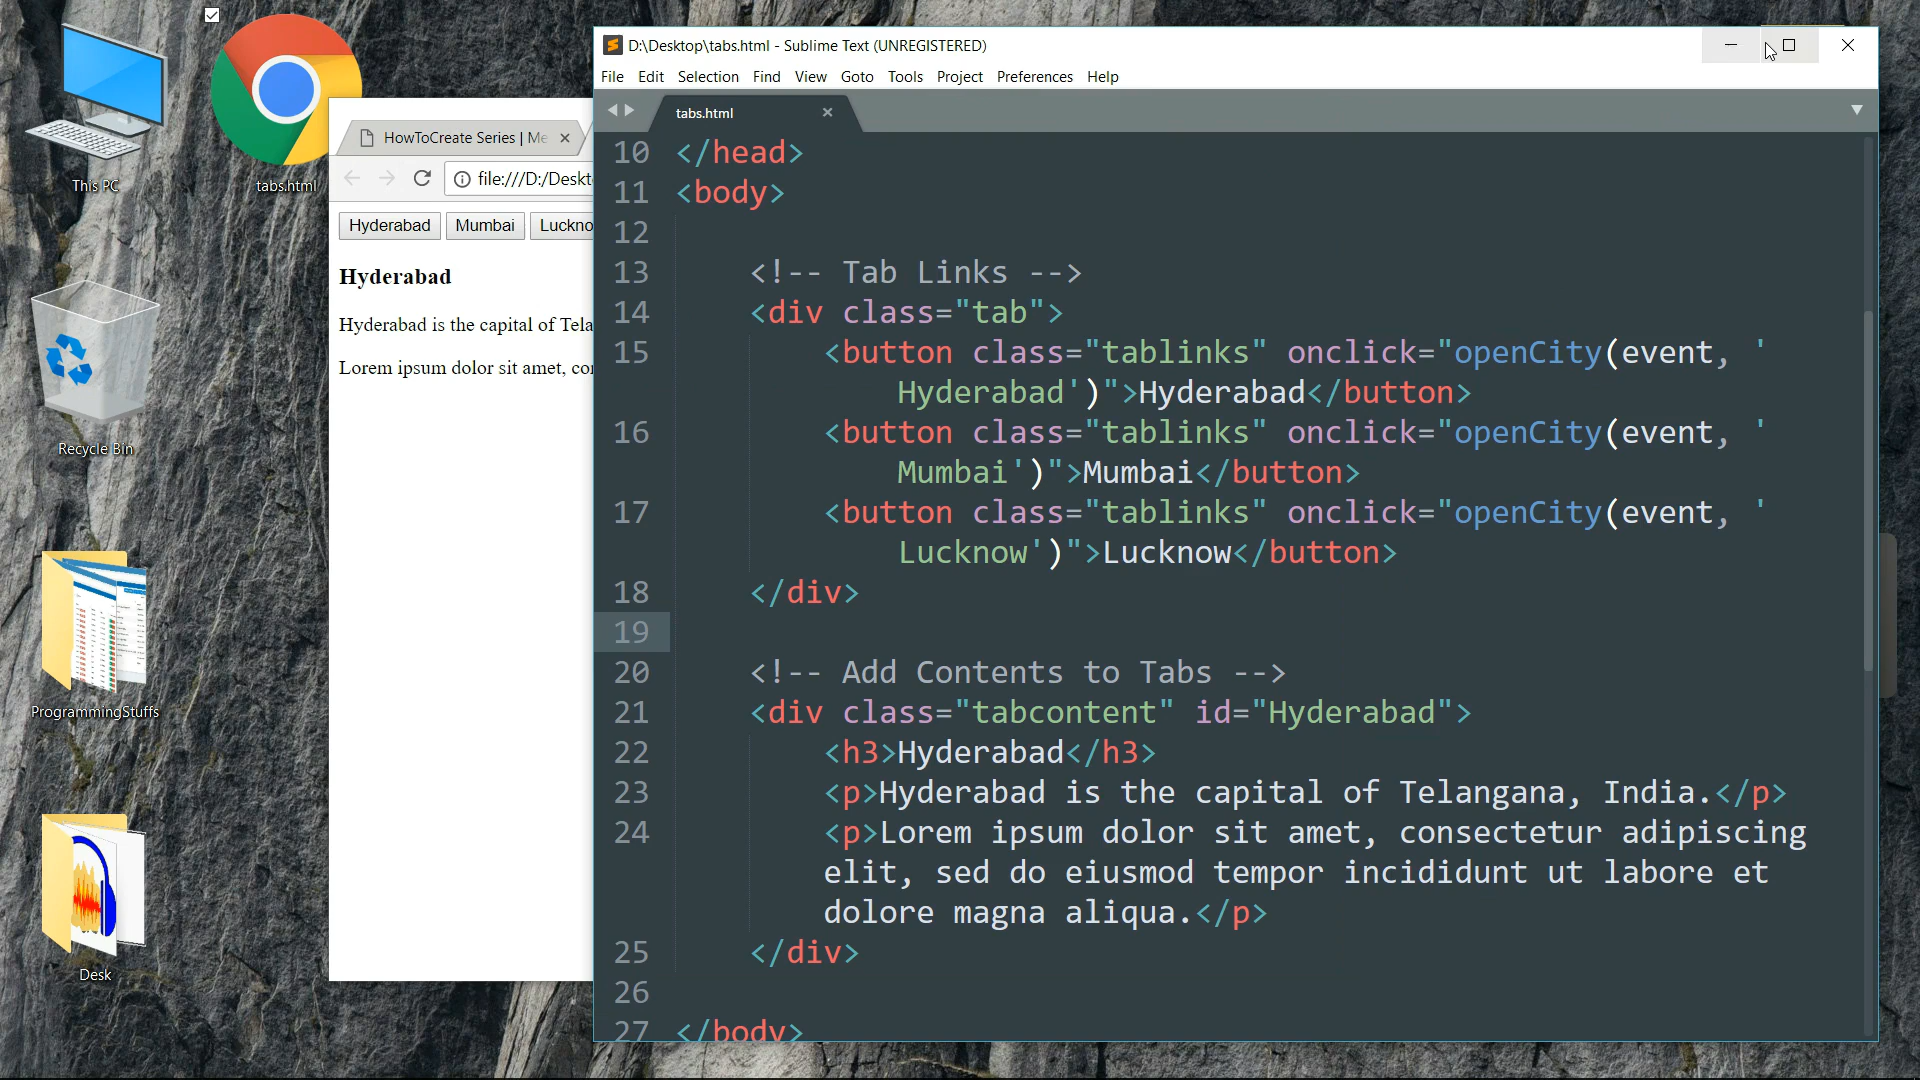 This PC
tabs.html
Recycle Bin
ProgrammingStuffs
Desk
HowToCreate Series | Me
file:///D:/Deskt
Hyderabad Mumbai Luckno
Hyderabad
Hyderabad is the capital of Tela
Lorem ipsum dolor sit amet, con
D:\Desktop\tabs.html - Sublime Text (UNREGISTERED)
File Edit Selection Find View Goto Tools Project Preferences Help
tabs.html
10 </head>
11 <body>
12
13 <!-- Tab Links -->
14 <div class="tab">
15 <button class="tablinks" onclick="openCity(event, '
Hyderabad')">Hyderabad</button>
16 <button class="tablinks" onclick="openCity(event, '
Mumbai')">Mumbai</button>
17 <button class="tablinks" onclick="openCity(event, '
Lucknow')">Lucknow</button>
18 </div>
19
20 <!-- Add Contents to Tabs -->
21 <div class="tabcontent" id="Hyderabad">
22 <h3>Hyderabad</h3>
23 <p>Hyderabad is the capital of Telangana, India.</p>
24 <p>Lorem ipsum dolor sit amet, consectetur adipiscing
elit, sed do eiusmod tempor incididunt ut labore et
dolore magna aliqua.</p>
25 </div>
26
27 </body>